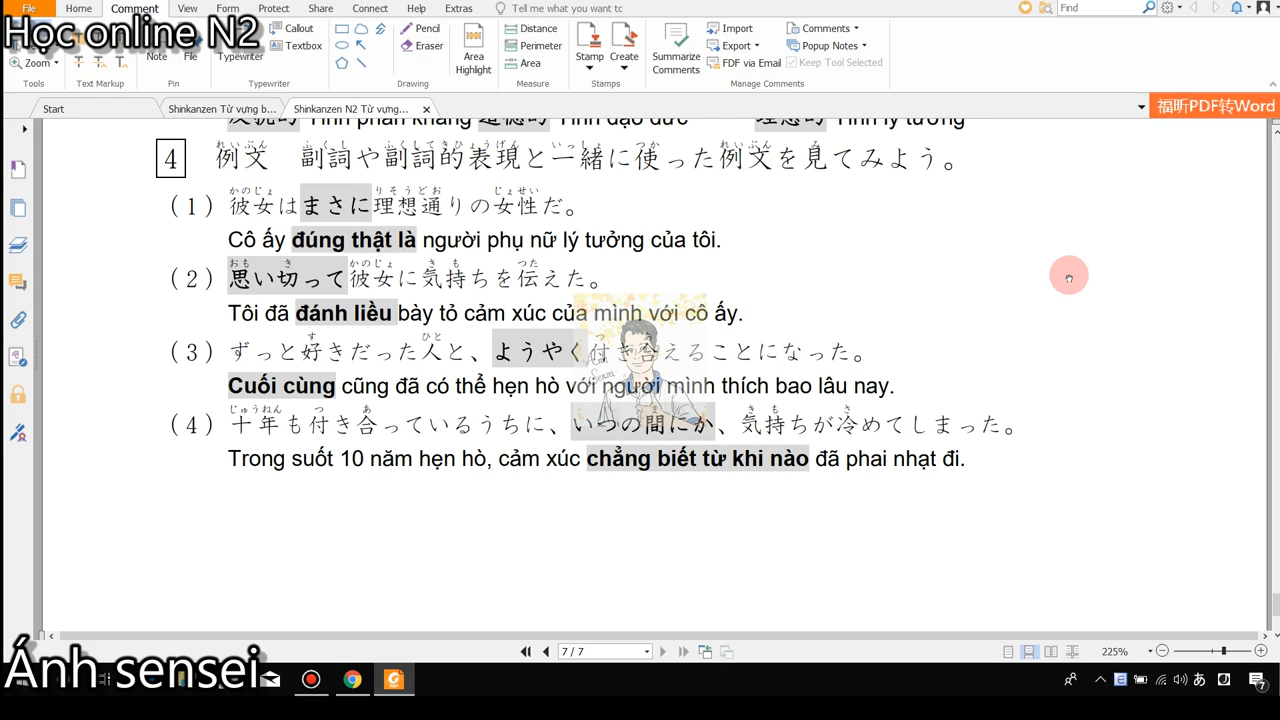 File Home Comment View Form Protect Share Connect Help Extras Tell me what you want to Find
Học online N2
Callout Pencil Distance Import Comments
Textbox Eraser Perimeter Export Popup Notes
Zoom Typewriter Note File Area Highlight Area Stamp Create Summarize Comments FDF via Email Keep Tool Selected
Tools Text Markup Pin Typewriter Drawing Measure Stamps Manage Comments
Start Shinkanzen Từ vựng b... Shinkanzen N2 Từ vựng... 福昕PDF转Word
4 例文 副詞や副詞的表現と一緒に使った例文を見てみよう。
(1) 彼女はまさに理想通りの女性だ。
Cô ấy đúng thật là người phụ nữ lý tưởng của tôi.
(2) 思い切って彼女に気持ちを伝えた。
Tôi đã đánh liều bày tỏ cảm xúc của mình với cô ấy.
(3) ずっと好きだった人と、ようやく付き合えることになった。
Cuối cùng cũng đã có thể hẹn hò với người mình thích bao lâu nay.
(4) 十年も付き合っているうちに、いつの間にか、気持ちが冷めてしまった。
Trong suốt 10 năm hẹn hò, cảm xúc chẳng biết từ khi nào đã phai nhạt đi.
7 / 7 225%
Ánh sensei